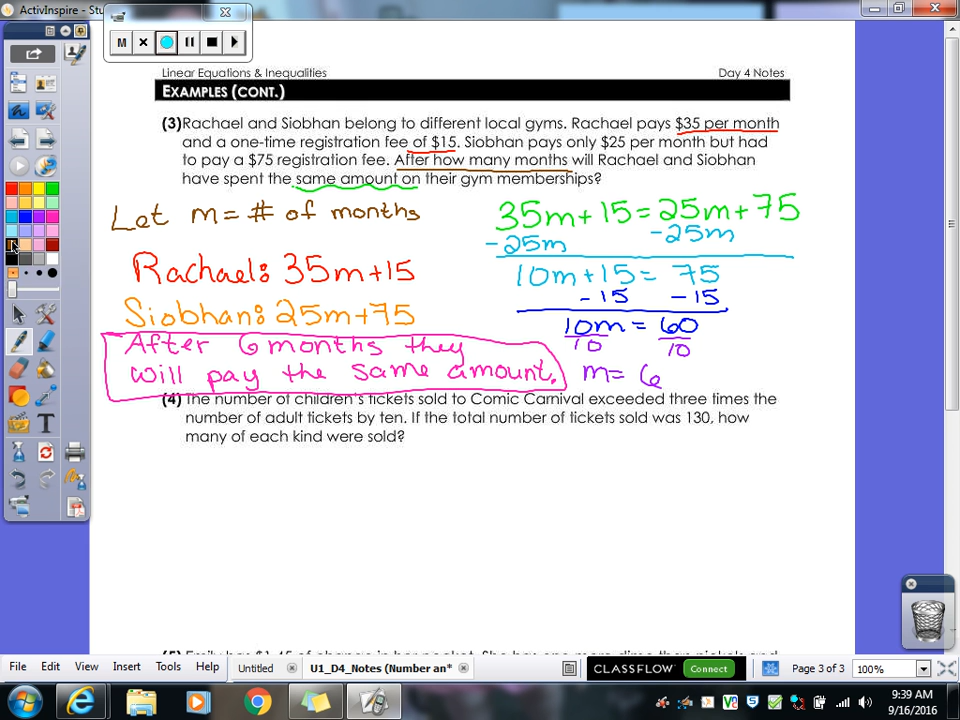 ActivInspire - Stu
M
Linear Equations & Inequalities
Day 4 Notes
EXAMPLES (CONT.)
(3)Rachael and Siobhan belong to different local gyms. Rachael pays $35 per month
and a one-time registration fee of $15. Siobhan pays only $25 per month but had
to pay a $75 registration fee. After how many months will Rachael and Siobhan
have spent the same amount on their gym memberships?
Let m = # of months
35m+15=25m+75
-25m -25m
Rachael: 35m+15
10m+15 = 75
-15 -15
Siobhan: 25m+75
10m = 60
10 10
After 6 months they
will pay the same amount.
m= 6
(4) The number of children's tickets sold to Comic Carnival exceeded three times the
number of adult tickets by ten. If the total number of tickets sold was 130, how
many of each kind were sold?
File Edit View Insert Tools Help
Untitled
U1_D4_Notes (Number an*
CLASSFLOW Connect
Page 3 of 3
100%
9:39 AM
9/16/2016